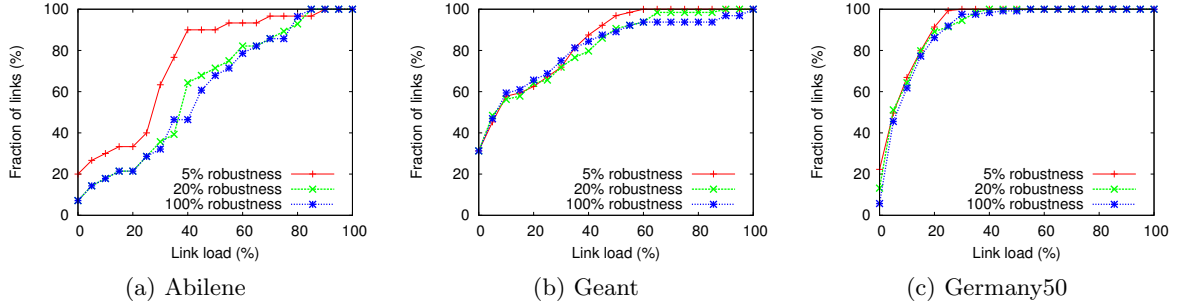 Fraction of links (%)
100
80
60
40
20
0
5% robustness
20% robustness
100% robustness
0 20 40 60 80 100
Link load (%)
(a) Abilene
Fraction of links (%)
100
80
60
40
20
0
5% robustness
20% robustness
100% robustness
0 20 40 60 80 100
Link load (%)
(b) Geant
Fraction of links (%)
100
80
60
40
20
0
5% robustness
20% robustness
100% robustness
0 20 40 60 80 100
Link load (%)
(c) Germany50